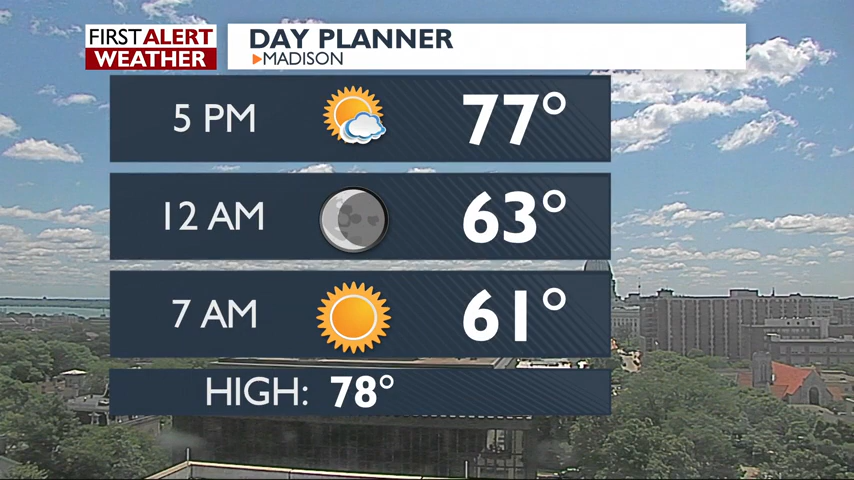 FIRST ALERT
WEATHER
DAY PLANNER
MADISON
5 PM 77°
12 AM 63°
7 AM 61°
HIGH: 78°